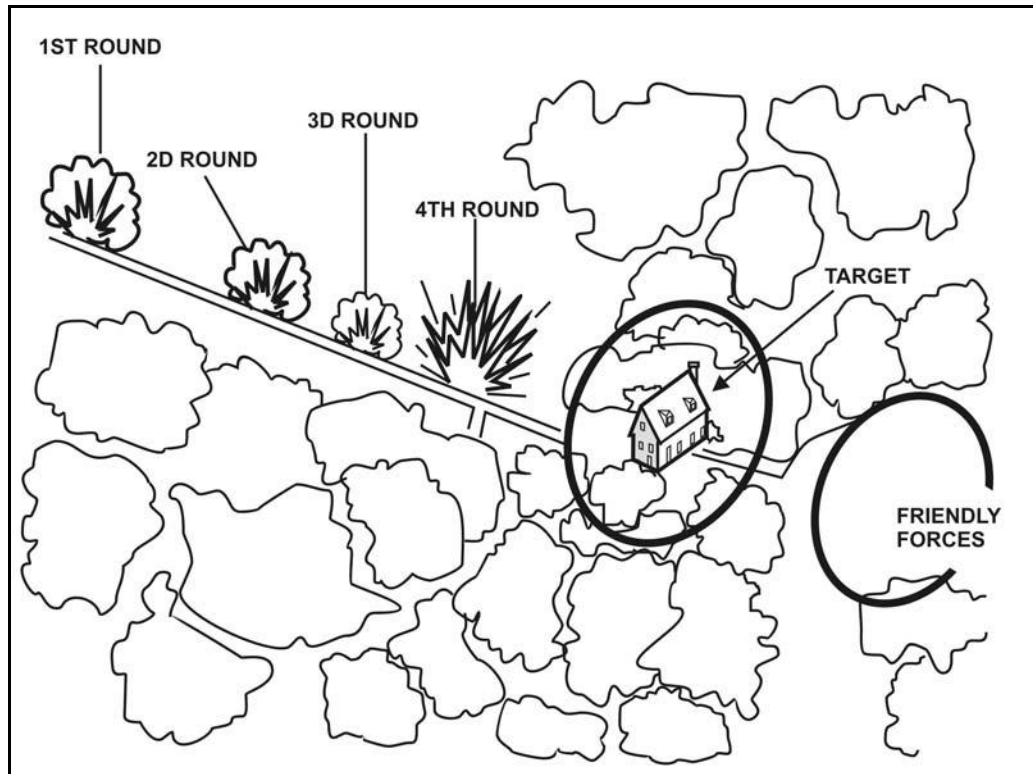 1ST ROUND
2D ROUND
3D ROUND
4TH ROUND
TARGET
FRIENDLY
FORCES